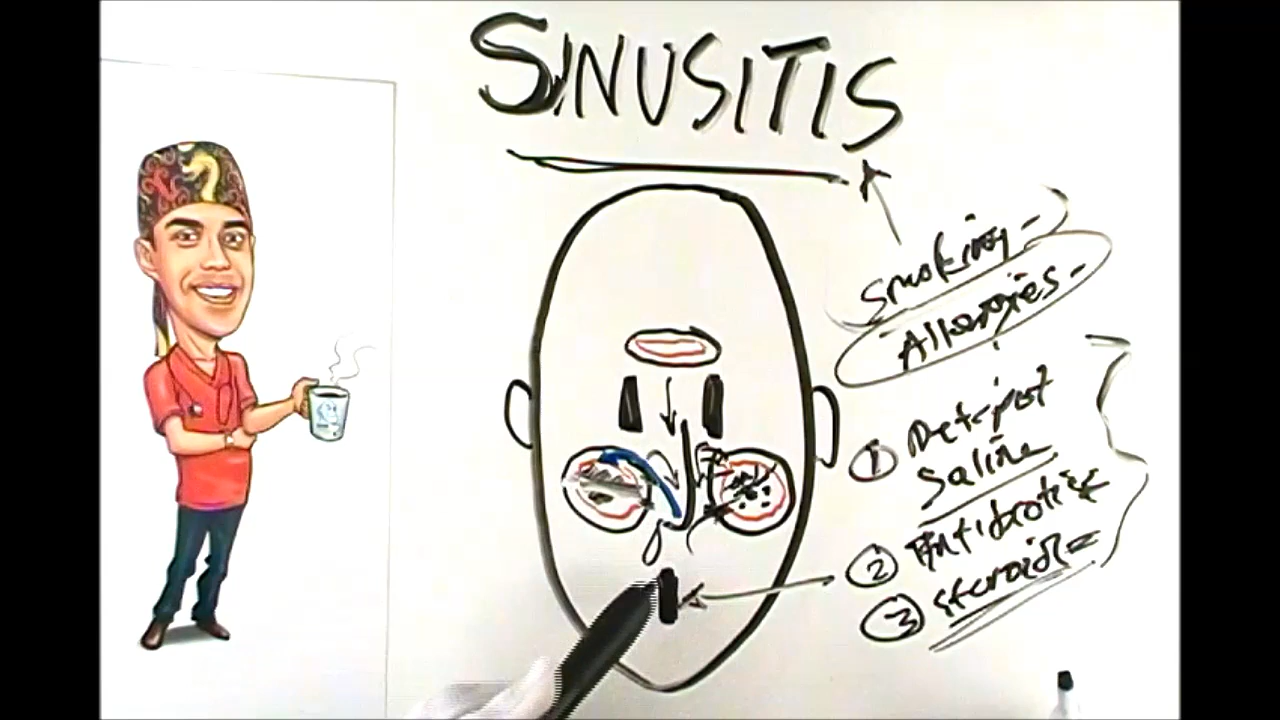 SINUSITIS
Smoking -
Allergies -
① Neti-pot
Saline
② Antibiotics
③ Steroids